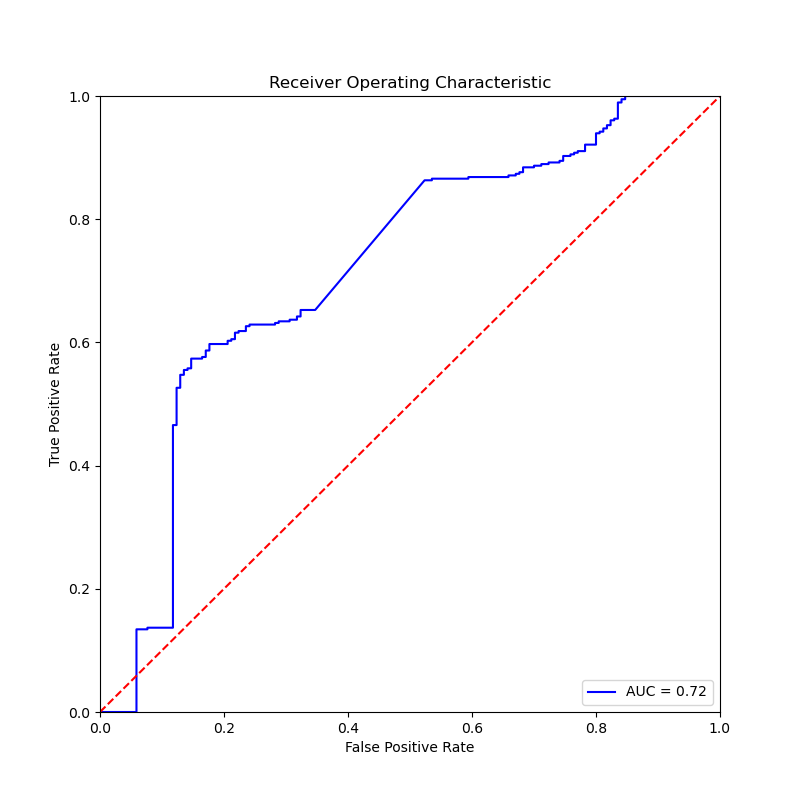 Receiver Operating Characteristic
1.0
0.8
0.6
0.4
0.2
0.0
True Positive Rate
AUC = 0.72
0.0 0.2 0.4 0.6 0.8 1.0
False Positive Rate